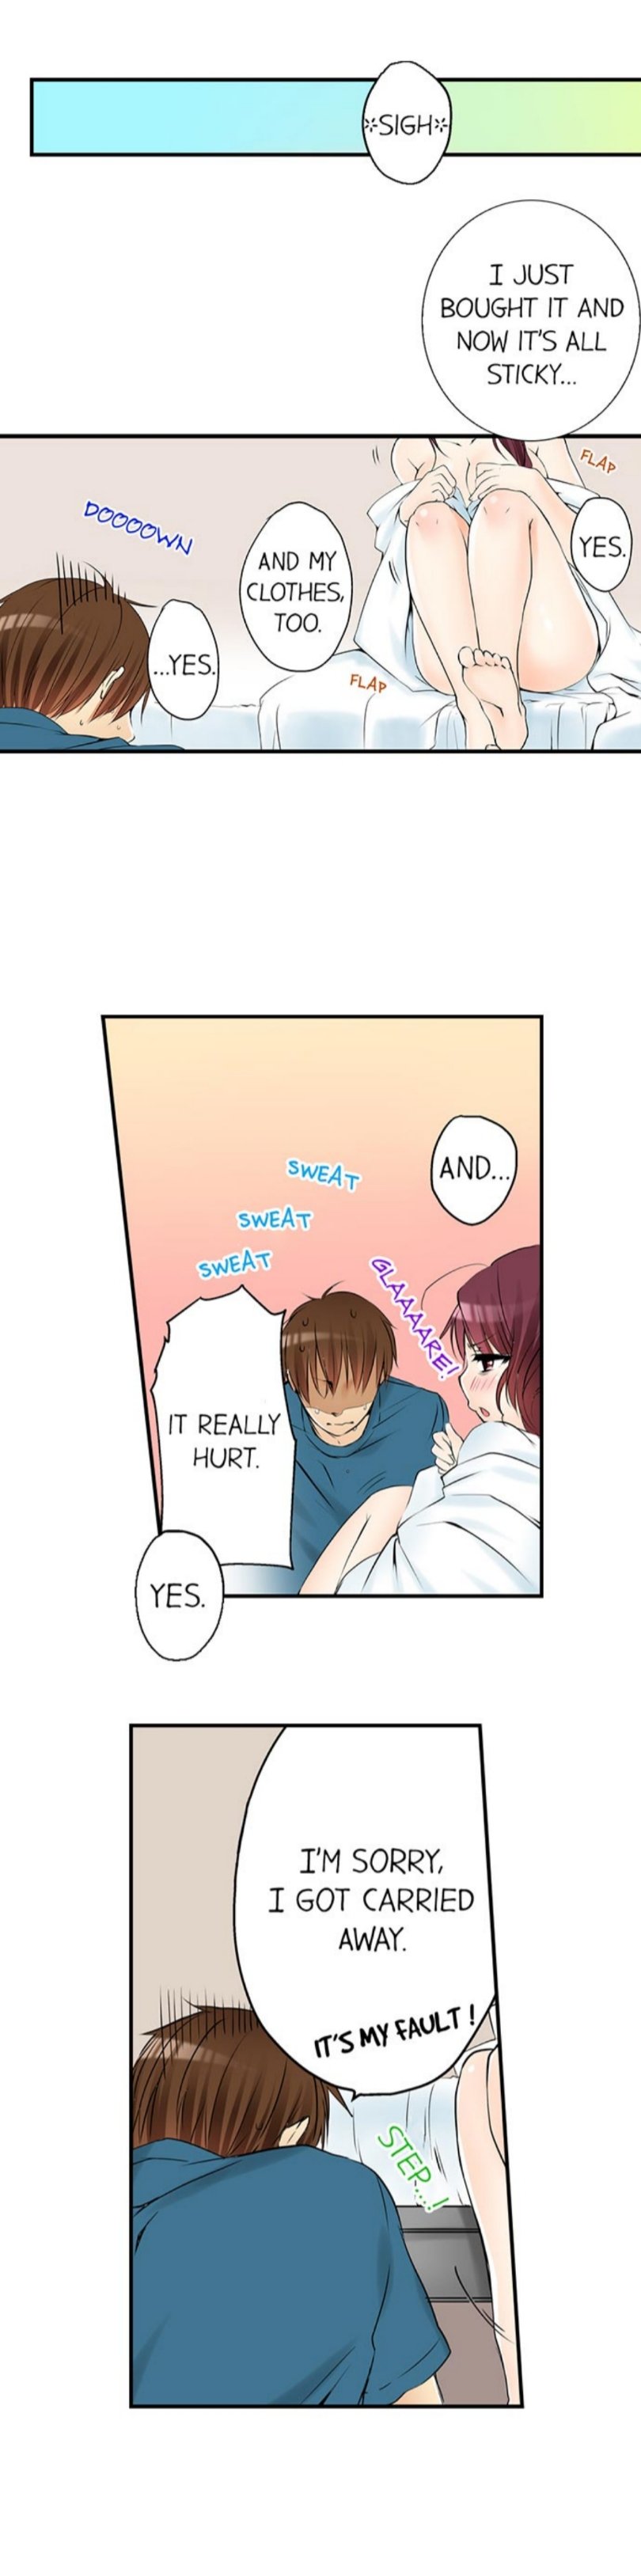 *SIGH*
I JUST
BOUGHT IT AND
NOW IT'S ALL
STICKY...
FLAP
YES.
DOOOOWN
AND MY
CLOTHES,
TOO.
...YES.
FLAP
AND...
SWEAT
SWEAT
SWEAT
GLAAAARE!
IT REALLY
HURT.
YES.
I'M SORRY,
I GOT CARRIED
AWAY.
IT'S MY FAULT!
STEP...!